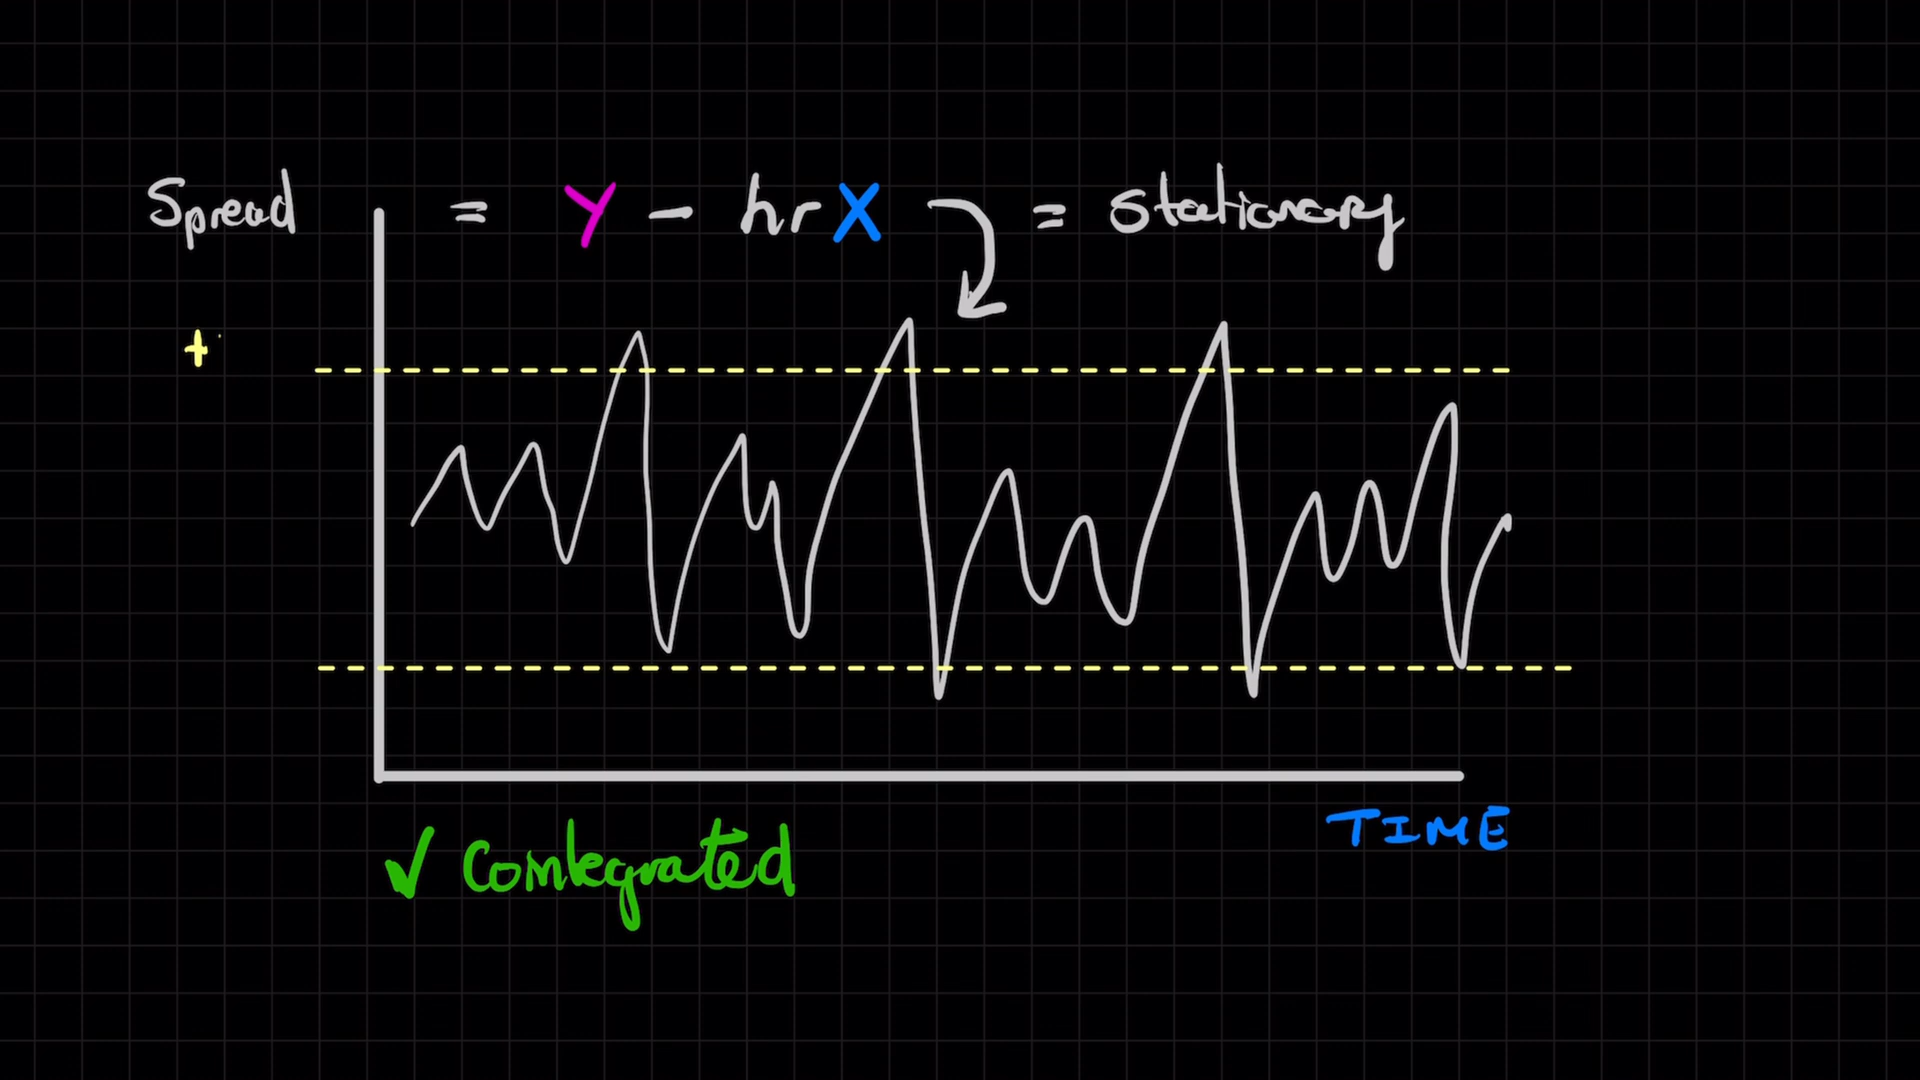 Spread = Y - hr X = stationary
+
TIME
✓ Cointegrated